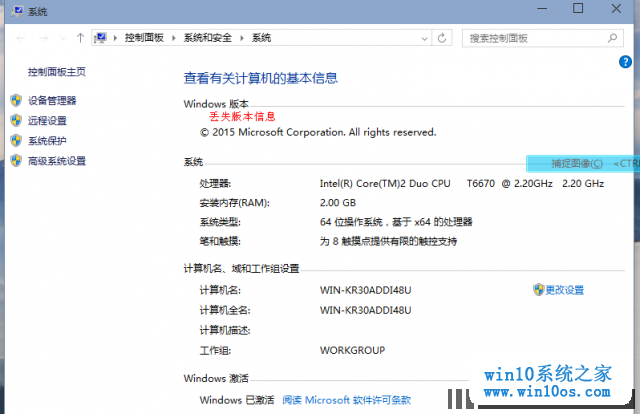 系统
控制面板 系统和安全 系统
搜索控制面板
控制面板主页
设备管理器
远程设置
系统保护
高级系统设置
查看有关计算机的基本信息
Windows 版本
丢失版本信息
© 2015 Microsoft Corporation. All rights reserved.
系统
捕捉图像(C) <CTR
处理器: Intel(R) Core(TM)2 Duo CPU T6670 @ 2.20GHz 2.20 GHz
安装内存(RAM): 2.00 GB
系统类型: 64 位操作系统，基于 x64 的处理器
笔和触摸: 为 8 触摸点提供有限的触控支持
计算机名、域和工作组设置
计算机名: WIN-KR30ADDI48U 更改设置
计算机全名: WIN-KR30ADDI48U
计算机描述:
工作组: WORKGROUP
Windows 激活
Windows 已激活 阅读 Microsoft 软件许可条款
win10系统之家
www.win10os.com